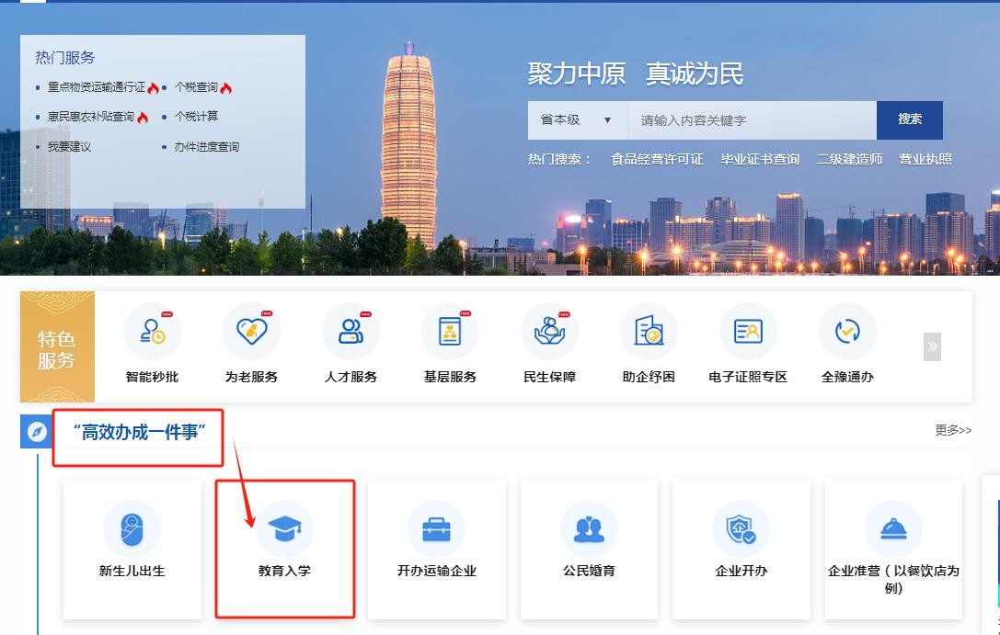 热门服务
重点物资运输通行证
个税查询
惠民惠农补贴查询
个税计算
我要建议
办件进度查询
聚力中原 真诚为民
省本级
请输入内容关键字
搜索
热门搜索： 食品经营许可证 毕业证书查询 二级建造师 营业执照
特色
服务
new
智能秒批
new
为老服务
new
人才服务
new
基层服务
new
民生保障
助企纾困
电子证照专区
全豫通办
“高效办成一件事”
更多>>
新生儿出生
教育入学
开办运输企业
公民婚育
企业开办
企业准营（以餐饮店为
例）